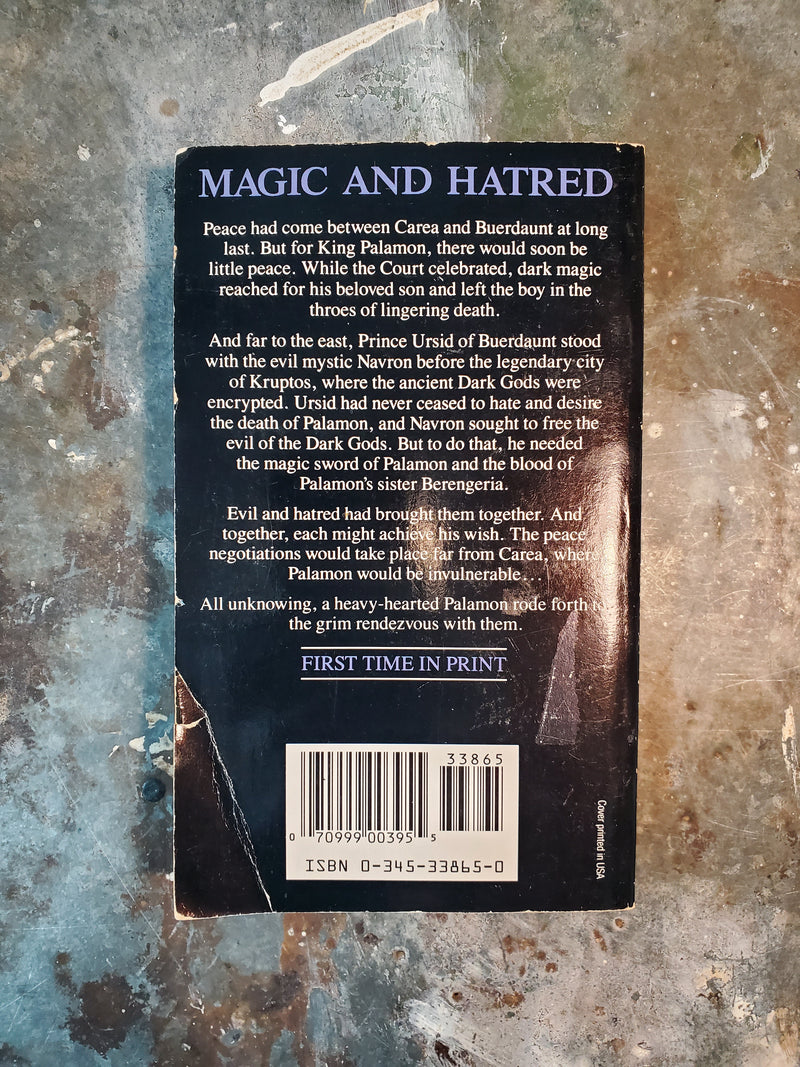 MAGIC AND HATRED
Peace had come between Carea and Buerdaunt at long
last. But for King Palamon, there would soon be
little peace. While the Court celebrated, dark magic
reached for his beloved son and left the boy in the
throes of lingering death.
And far to the east, Prince Ursid of Buerdaunt stood
with the evil mystic Navron before the legendary city
of Kruptos, where the ancient Dark Gods were
encrypted. Ursid had never ceased to hate and desire
the death of Palamon, and Navron sought to free the
evil of the Dark Gods. But to do that, he needed
the magic sword of Palamon and the blood of
Palamon's sister Berengeria.
Evil and hatred had brought them together. And
together, each might achieve his wish. The peace
negotiations would take place far from Carea, where
Palamon would be invulnerable...
All unknowing, a heavy-hearted Palamon rode forth to
the grim rendezvous with them.
FIRST TIME IN PRINT
33865
0 70999 00395 5
ISBN 0-345-33865-0
Cover printed in USA